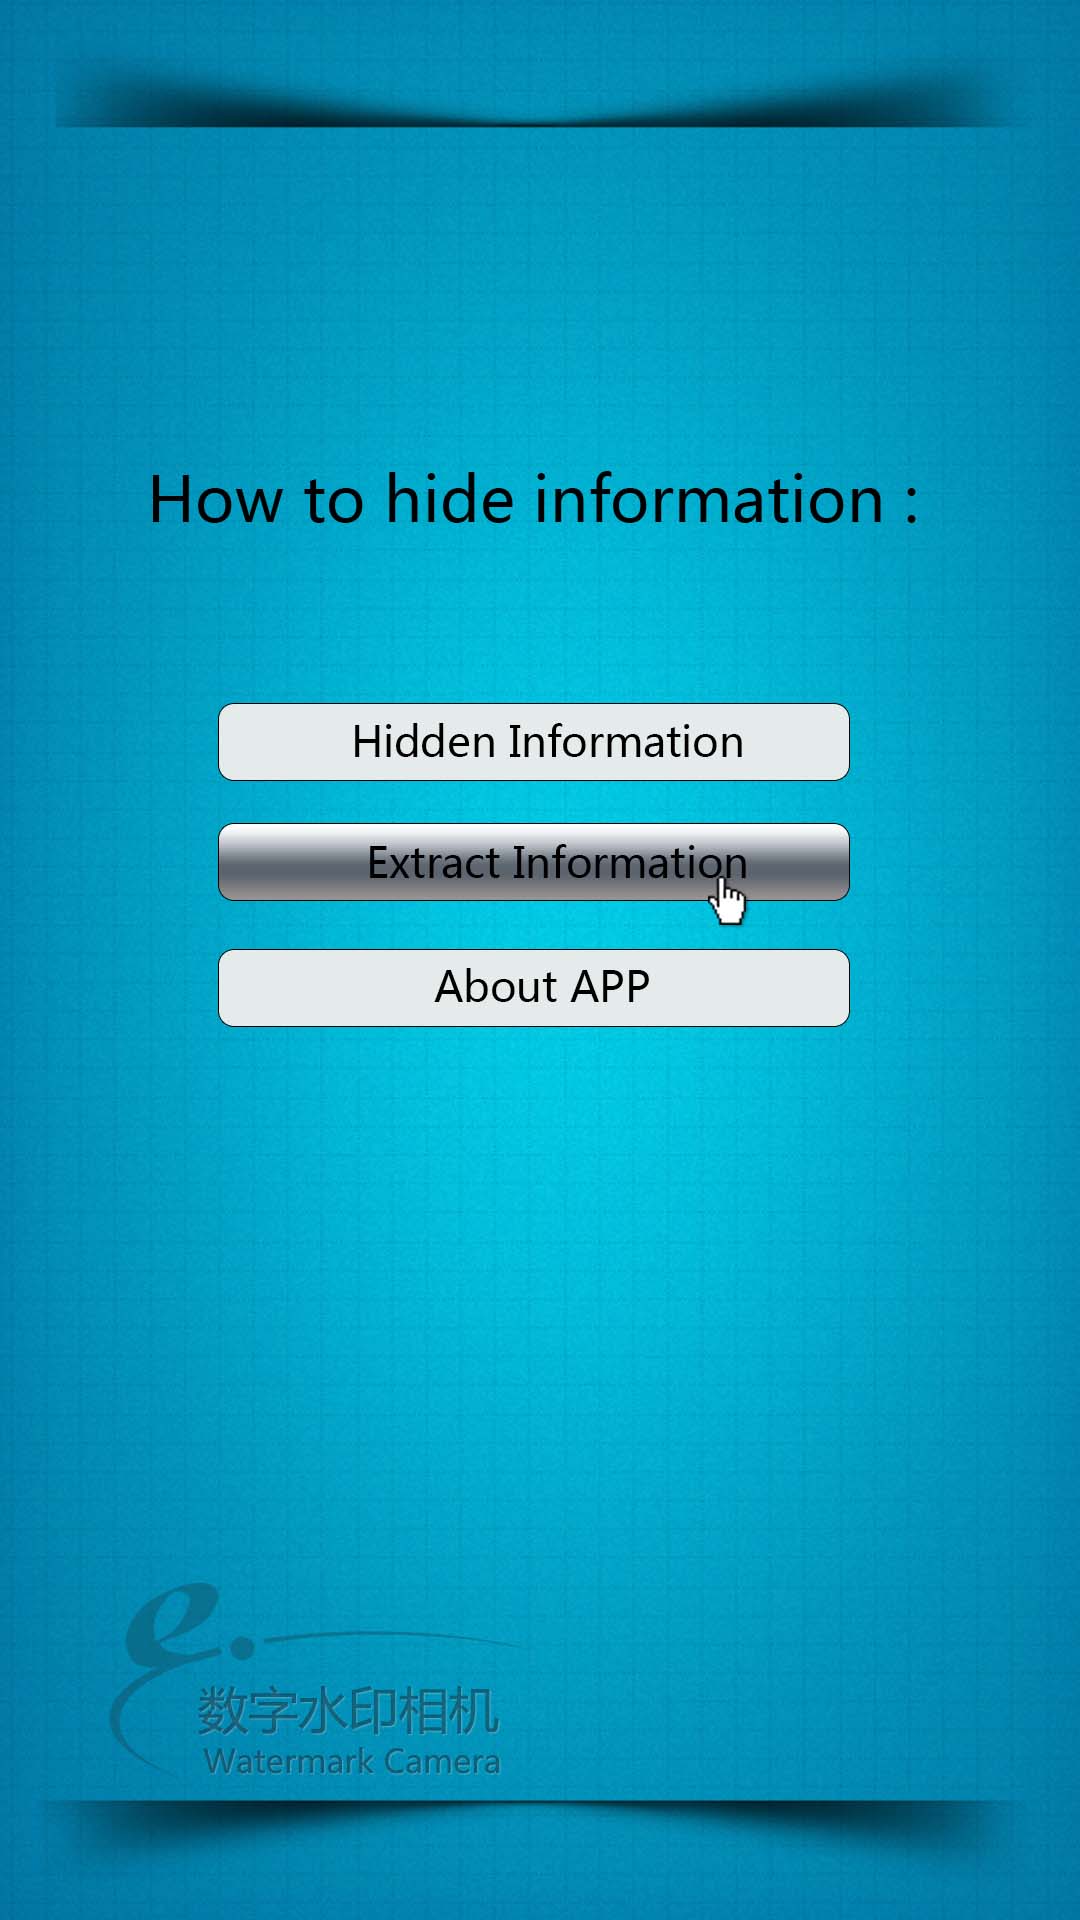 How to hide information :
Hidden Information
Extract Information
About APP
e.
数字水印相机
Watermark Camera